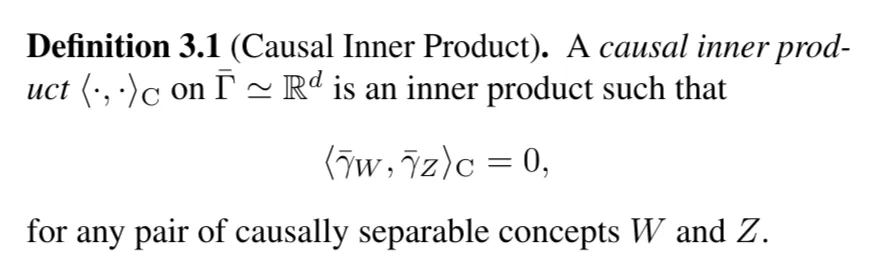 Definition 3.1 (Causal Inner Product). A causal inner prod-
uct ⟨·, ·⟩_C on Γ̄ ≃ ℝ^d is an inner product such that
⟨γ̄_W, γ̄_Z⟩_C = 0,
for any pair of causally separable concepts W and Z.